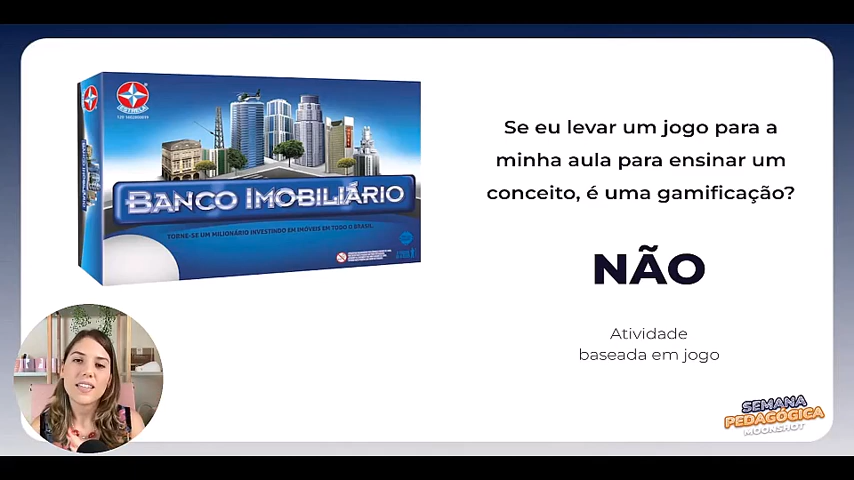 ESTRELA
BANCO IMOBILIÁRIO
TORNE-SE UM MILIONÁRIO INVESTINDO EM IMÓVEIS EM TODO O BRASIL.
Se eu levar um jogo para a
minha aula para ensinar um
conceito, é uma gamificação?
NÃO
Atividade
baseada em jogo
SEMANA
PEDAGÓGICA
MOONSHOT